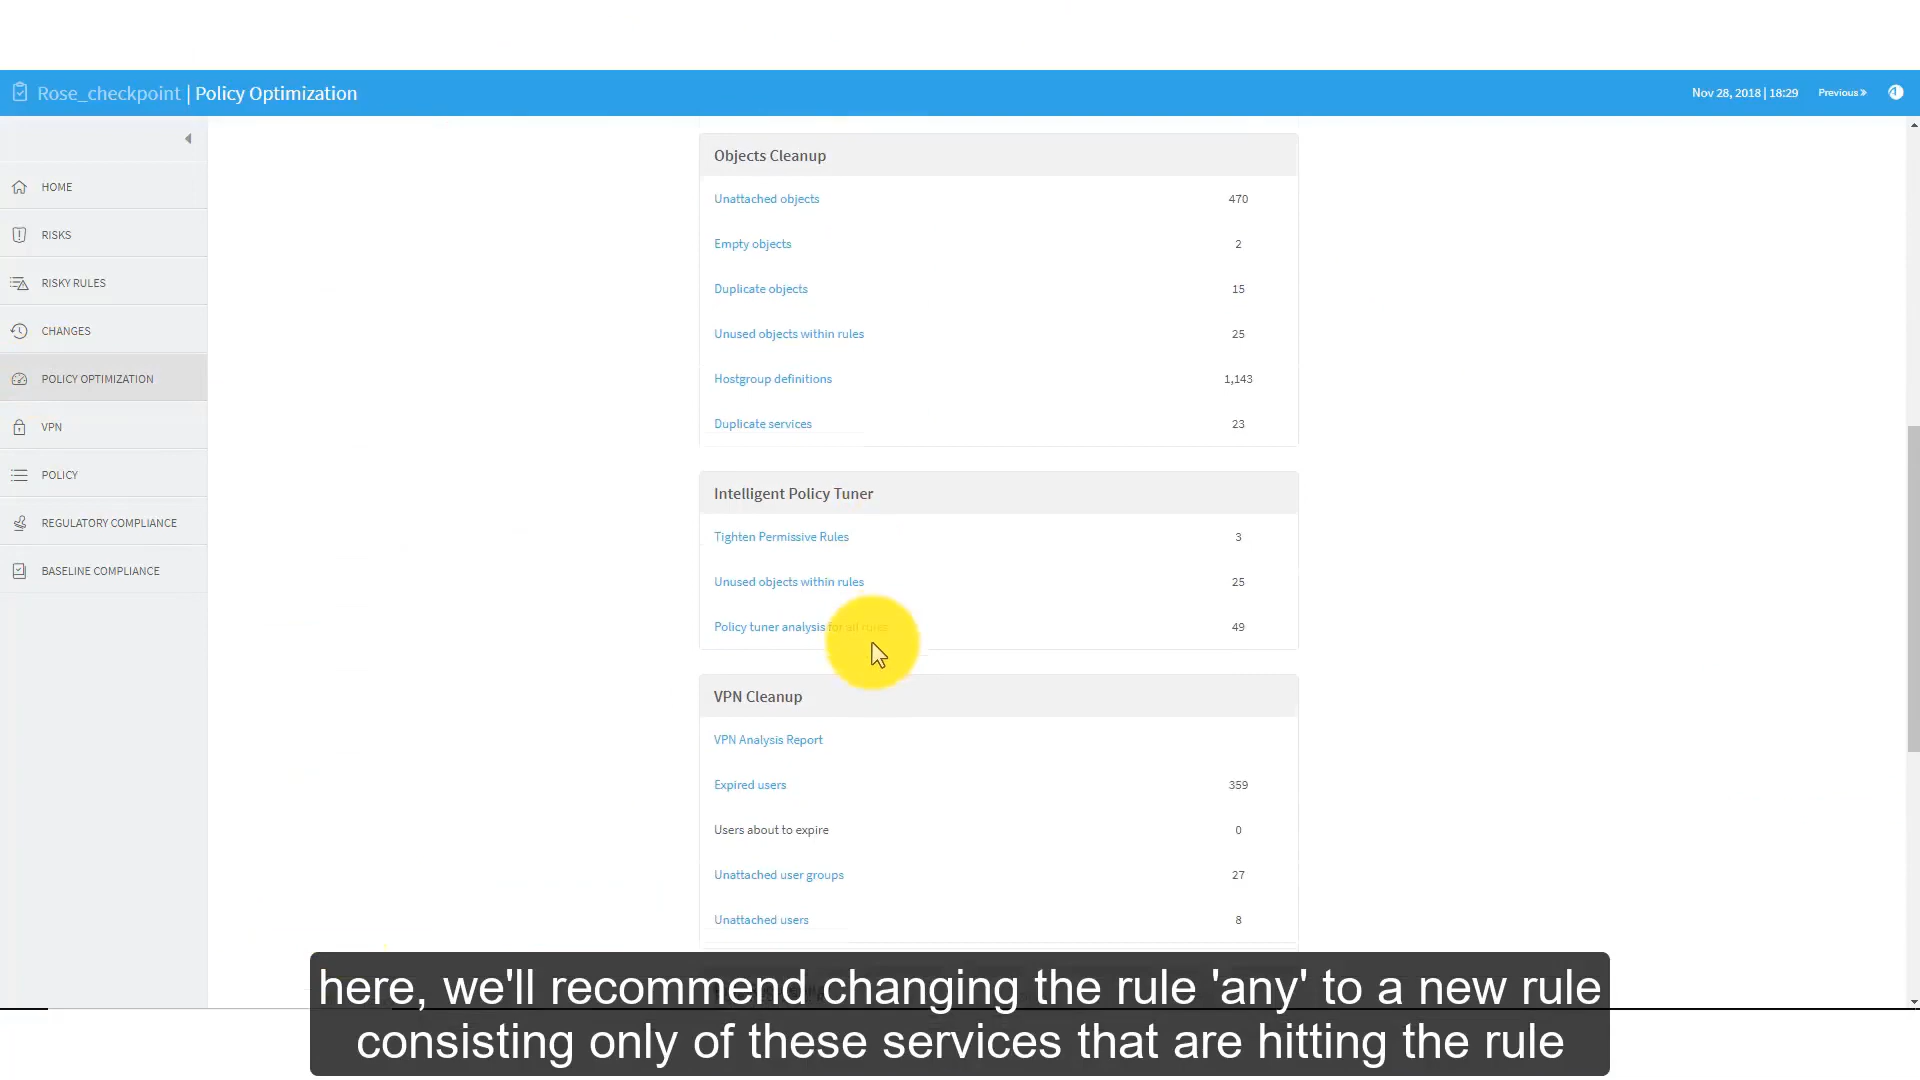 Rose_checkpoint | Policy Optimization
Nov 28, 2018 | 18:29
Previous »
HOME
RISKS
RISKY RULES
CHANGES
POLICY OPTIMIZATION
VPN
POLICY
REGULATORY COMPLIANCE
BASELINE COMPLIANCE
Objects Cleanup
Unattached objects 470
Empty objects 2
Duplicate objects 15
Unused objects within rules 25
Hostgroup definitions 1,143
Duplicate services 23
Intelligent Policy Tuner
Tighten Permissive Rules 3
Unused objects within rules 25
Policy tuner analysis for all rules 49
VPN Cleanup
VPN Analysis Report
Expired users 359
Users about to expire 0
Unattached user groups 27
Unattached users 8
here, we'll recommend changing the rule 'any' to a new rule
consisting only of these services that are hitting the rule